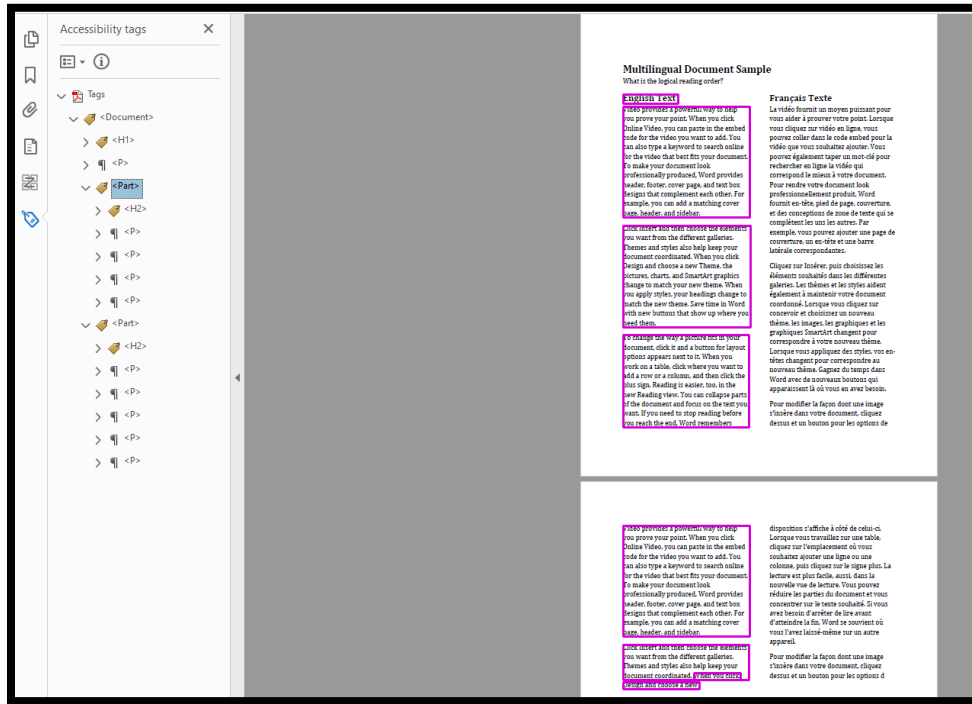 Accessibility tags
Tags
<Document>
<H1>
<P>
<Part>
<H2>
<P>
<P>
<P>
<P>
<Part>
<H2>
<P>
<P>
<P>
<P>
<P>
Multilingual Document Sample
What is the logical reading order?
English Text
Video provides a powerful way to help
you prove your point. When you click
Online Video, you can paste in the embed
code for the video you want to add. You
can also type a keyword to search online
for the video that best fits your document.
To make your document look
professionally produced, Word provides
header, footer, cover page, and text box
designs that complement each other. For
example, you can add a matching cover
page, header, and sidebar.
Click insert and then choose the elements
you want from the different galleries.
Themes and styles also help keep your
document coordinated. When you click
Design and choose a new Theme, the
pictures, charts, and SmartArt graphics
change to match your new theme. When
you apply styles, your headings change to
match the new theme. Save time in Word
with new buttons that show up where you
need them.
To change the way a picture fits in your
document, click it and a button for layout
options appears next to it. When you
work on a table, click where you want to
add a row or a column, and then click the
plus sign. Reading is easier, too, in the
new Reading view. You can collapse parts
of the document and focus on the text you
want. If you need to stop reading before
you reach the end, Word remembers
Video provides a powerful way to help
you prove your point. When you click
Online Video, you can paste in the embed
code for the video you want to add. You
can also type a keyword to search online
for the video that best fits your document.
To make your document look
professionally produced, Word provides
header, footer, cover page, and text box
designs that complement each other. For
example, you can add a matching cover
page, header, and sidebar.
Click insert and then choose the elements
you want from the different galleries.
Themes and styles also help keep your
document coordinated. When you click
Design and choose a new
Français Texte
La vidéo fournit un moyen puissant pour
vous aider à prouver votre point. Lorsque
vous cliquez sur vidéo en ligne, vous
pouvez coller dans le code embed pour la
vidéo que vous souhaitez ajouter. Vous
pouvez également taper un mot-clé pour
rechercher en ligne la vidéo qui
correspond le mieux à votre document.
Pour rendre votre document look
professionnellement produit, Word
fournit en-tête, pied de page, couverture,
et des conceptions de zone de texte qui se
complètent les uns les autres. Par
exemple, vous pouvez ajouter une page de
couverture, un en-tête et une barre
latérale correspondantes.
Cliquez sur Insérer, puis choisissez les
éléments souhaités dans les différentes
galeries. Les thèmes et les styles aident
également à maintenir votre document
coordonné. Lorsque vous cliquez sur
concevoir et choisissez un nouveau
thème, les images, les graphiques et les
graphiques SmartArt changent pour
correspondre à votre nouveau thème.
Lorsque vous appliquez des styles, vos en-
têtes changent pour correspondre au
nouveau thème. Gagnez du temps dans
Word avec de nouveaux boutons qui
apparaissent là où vous en avez besoin.
Pour modifier la façon dont une image
s'insère dans votre document, cliquez
dessus et un bouton pour les options de
disposition s'affiche à côté de celui-ci.
Lorsque vous travaillez sur une table,
cliquez sur l'emplacement où vous
souhaitez ajouter une ligne ou une
colonne, puis cliquez sur le signe plus. La
lecture est plus facile, aussi, dans la
nouvelle vue de lecture. Vous pouvez
réduire les parties du document et vous
concentrer sur le texte souhaité. Si vous
avez besoin d'arrêter de lire avant
d'atteindre la fin, Word se souvient où
vous l'avez laissé-même sur un autre
appareil.
Pour modifier la façon dont une image
s'insère dans votre document, cliquez
dessus et un bouton pour les options d